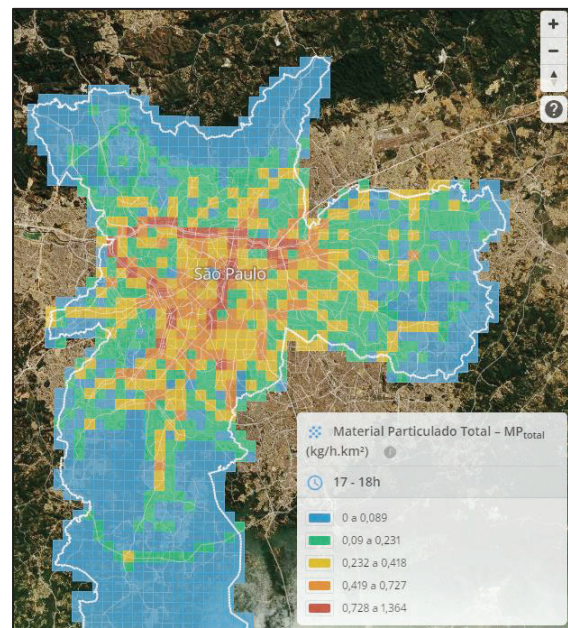 +
−
?
São Paulo
Material Particulado Total – MPtotal
(kg/h.km²)
17 - 18h
0 a 0,089
0,09 a 0,231
0,232 a 0,418
0,419 a 0,727
0,728 a 1,364